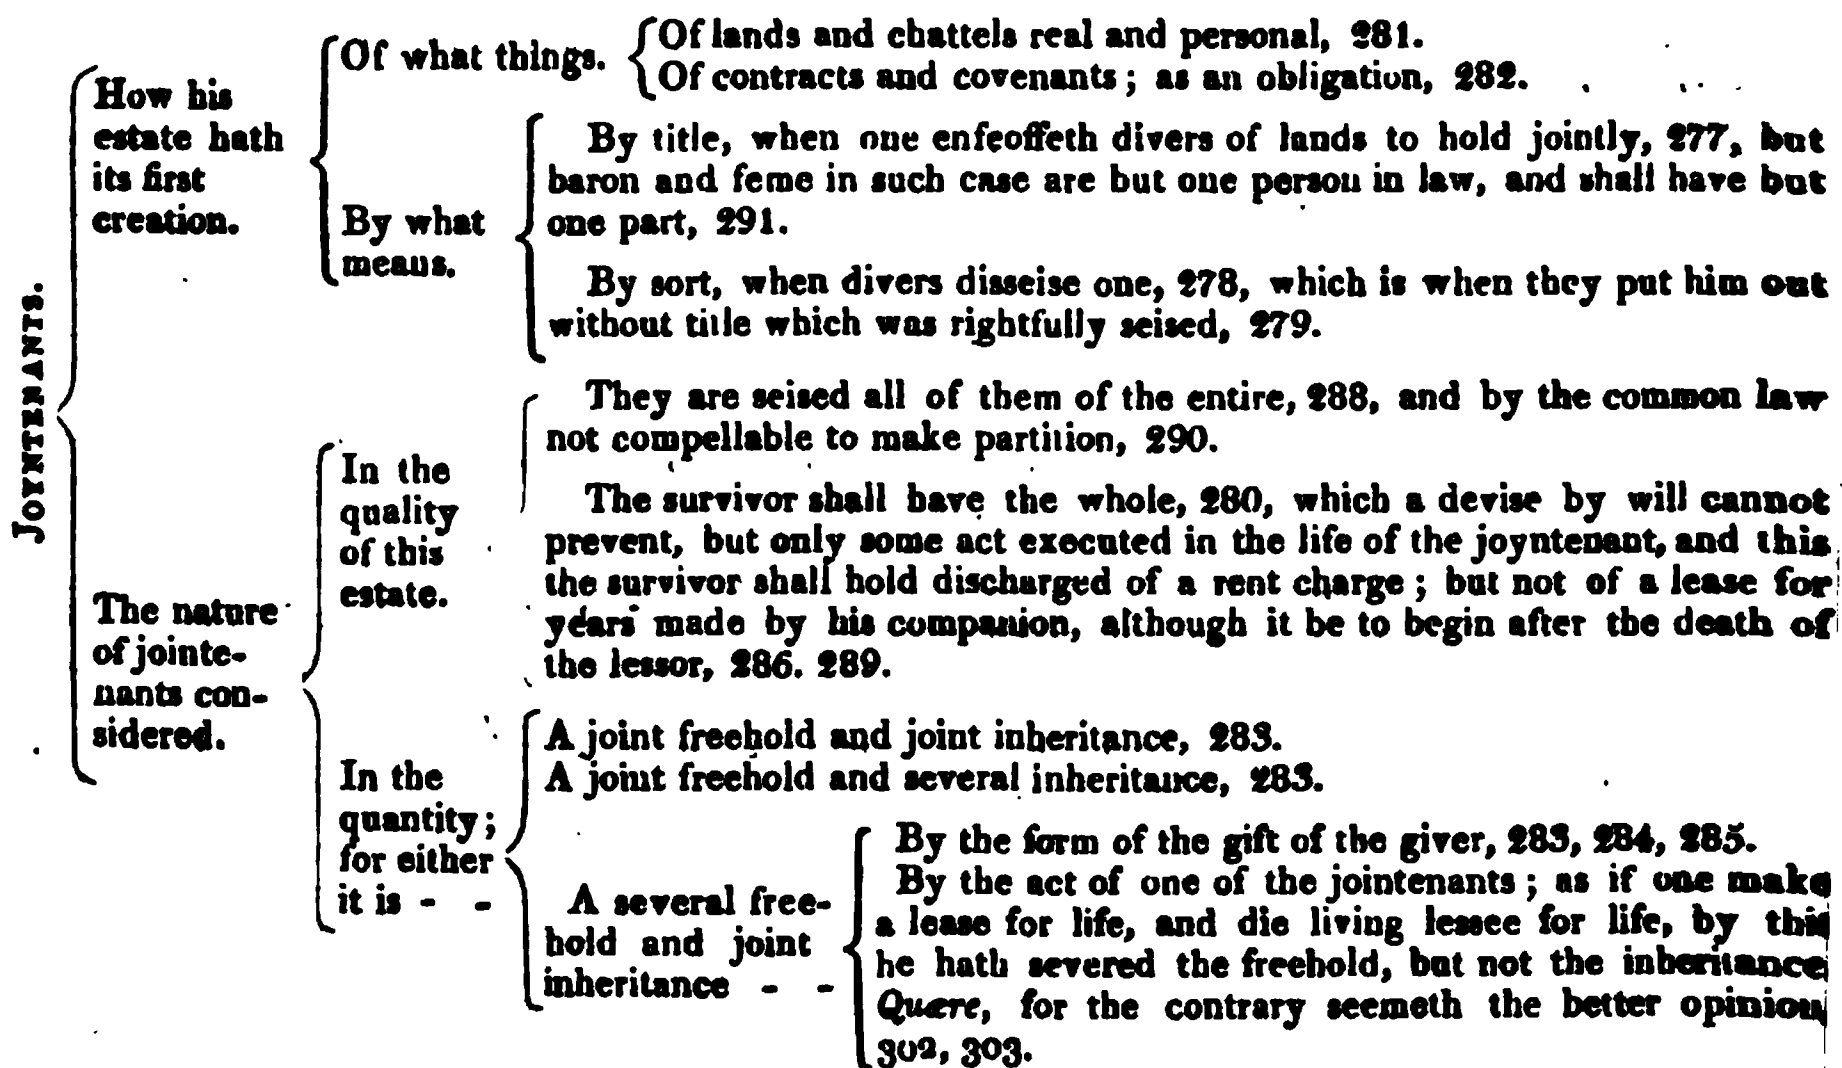 JOYNTENANTS.
How his
estate hath
its first
creation.
Of what things.
Of lands and chattels real and personal, 281.
Of contracts and covenants; as an obligation, 282.
By what
means.
By title, when one enfeoffeth divers of lands to hold jointly, 277, but
baron and feme in such case are but one person in law, and shall have but
one part, 291.
By sort, when divers disseise one, 278, which is when they put him out
without title which was rightfully seised, 279.
The nature
of jointe-
nants con-
sidered.
In the
quality
of this
estate.
They are seised all of them of the entire, 288, and by the common law
not compellable to make partition, 290.
The survivor shall have the whole, 280, which a devise by will cannot
prevent, but only some act executed in the life of the joyntenant, and this
the survivor shall hold discharged of a rent charge; but not of a lease for
years made by his companion, although it be to begin after the death of
the lessor, 286. 289.
In the
quantity;
for either
it is - -
A joint freehold and joint inheritance, 283.
A joint freehold and several inheritance, 283.
A several free-
hold and joint
inheritance - -
By the form of the gift of the giver, 283, 284, 285.
By the act of one of the jointenants; as if one make
a lease for life, and die living lessee for life, by this
he hath severed the freehold, but not the inheritance
Quære, for the contrary seemeth the better opinion,
302, 303.